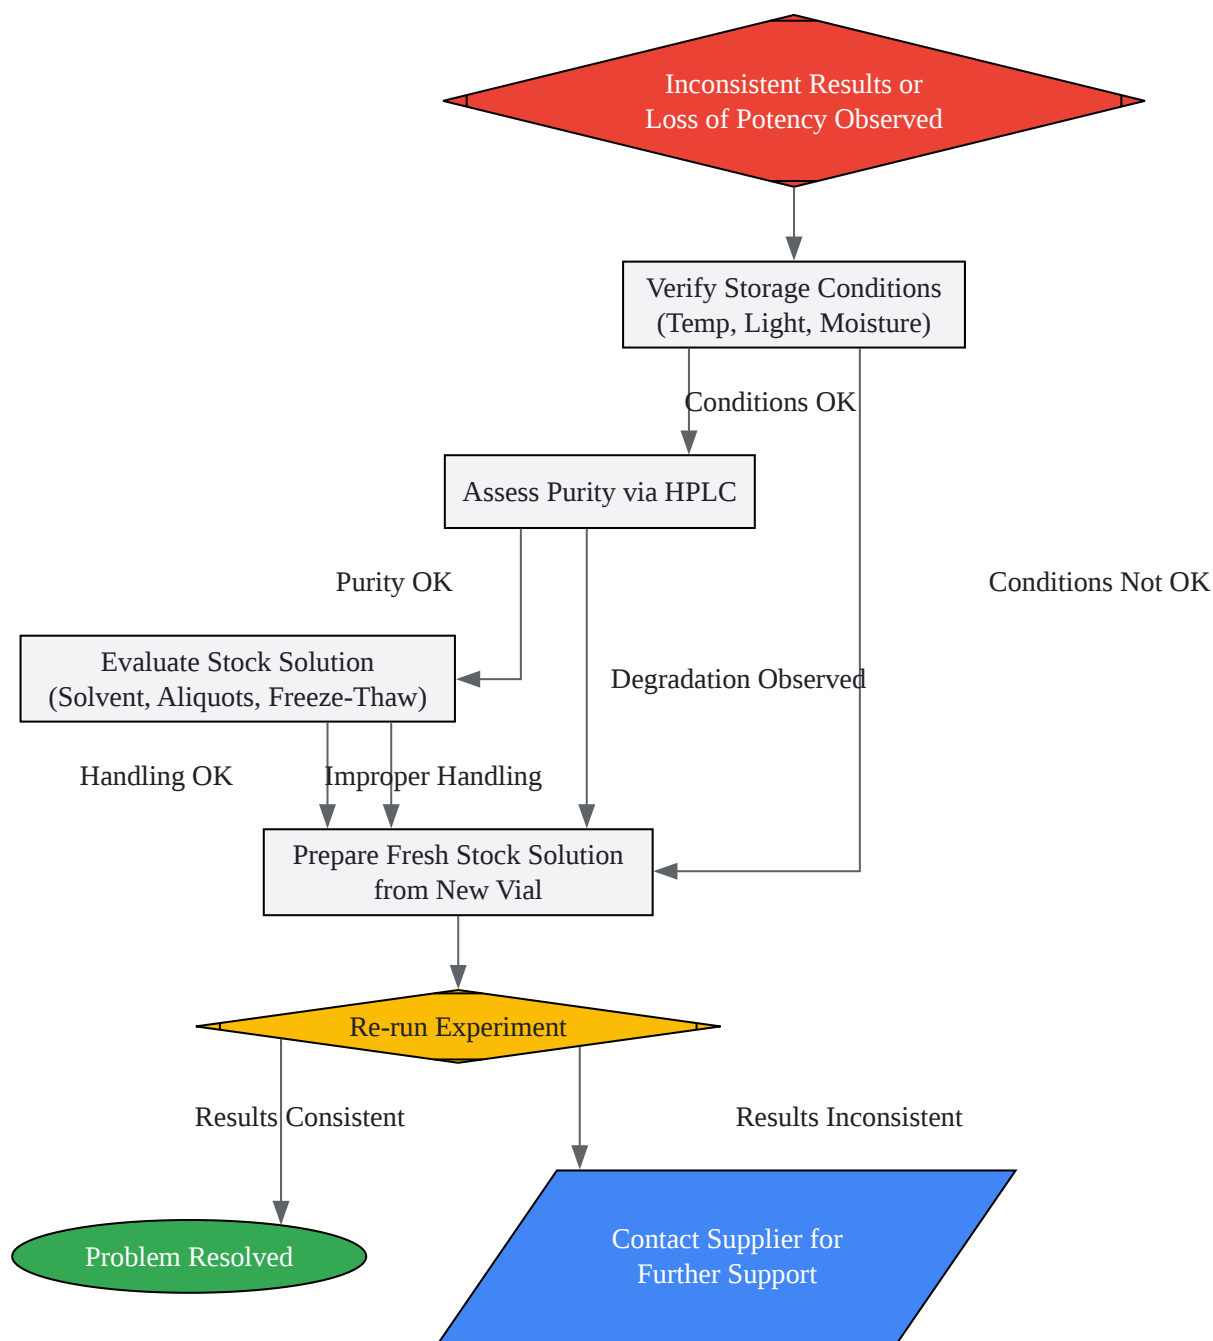 Inconsistent Results or
Loss of Potency Observed
Verify Storage Conditions
(Temp, Light, Moisture)
Conditions OK
Assess Purity via HPLC
Purity OK
Conditions Not OK
Evaluate Stock Solution
(Solvent, Aliquots, Freeze-Thaw)
Degradation Observed
Handling OK
Improper Handling
Prepare Fresh Stock Solution
from New Vial
Re-run Experiment
Results Consistent
Results Inconsistent
Problem Resolved
Contact Supplier for
Further Support